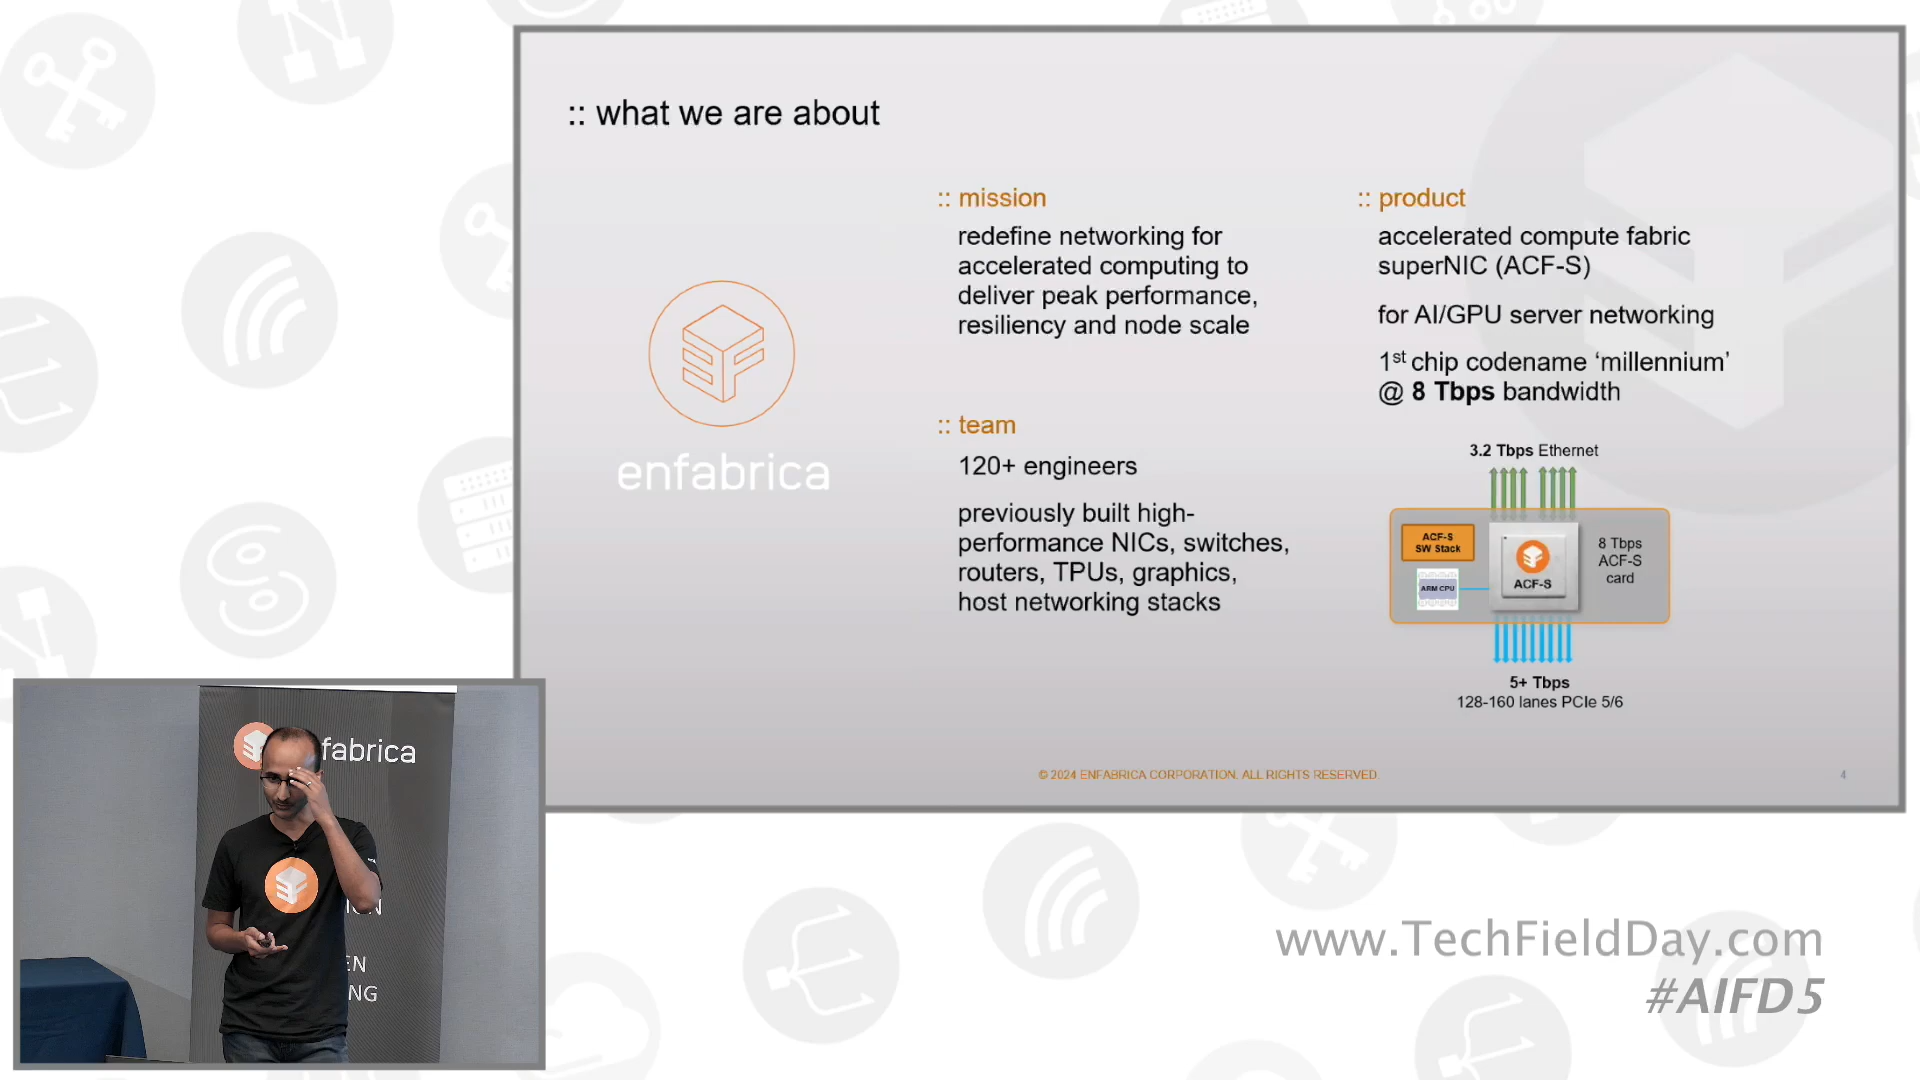 :: what we are about
enfabrica
:: mission
redefine networking for
accelerated computing to
deliver peak performance,
resiliency and node scale
:: team
120+ engineers
previously built high-
performance NICs, switches,
routers, TPUs, graphics,
host networking stacks
:: product
accelerated compute fabric
superNIC (ACF-S)
for AI/GPU server networking
1st chip codename ‘millennium’
@ 8 Tbps bandwidth
3.2 Tbps Ethernet
ACF-S
SW Stack
ARM CPU
ACF-S
8 Tbps
ACF-S
card
5+ Tbps
128-160 lanes PCIe 5/6
© 2024 ENFABRICA CORPORATION. ALL RIGHTS RESERVED.
4
fabrica
EN
NG
www.TechFieldDay.com
#AIFD5